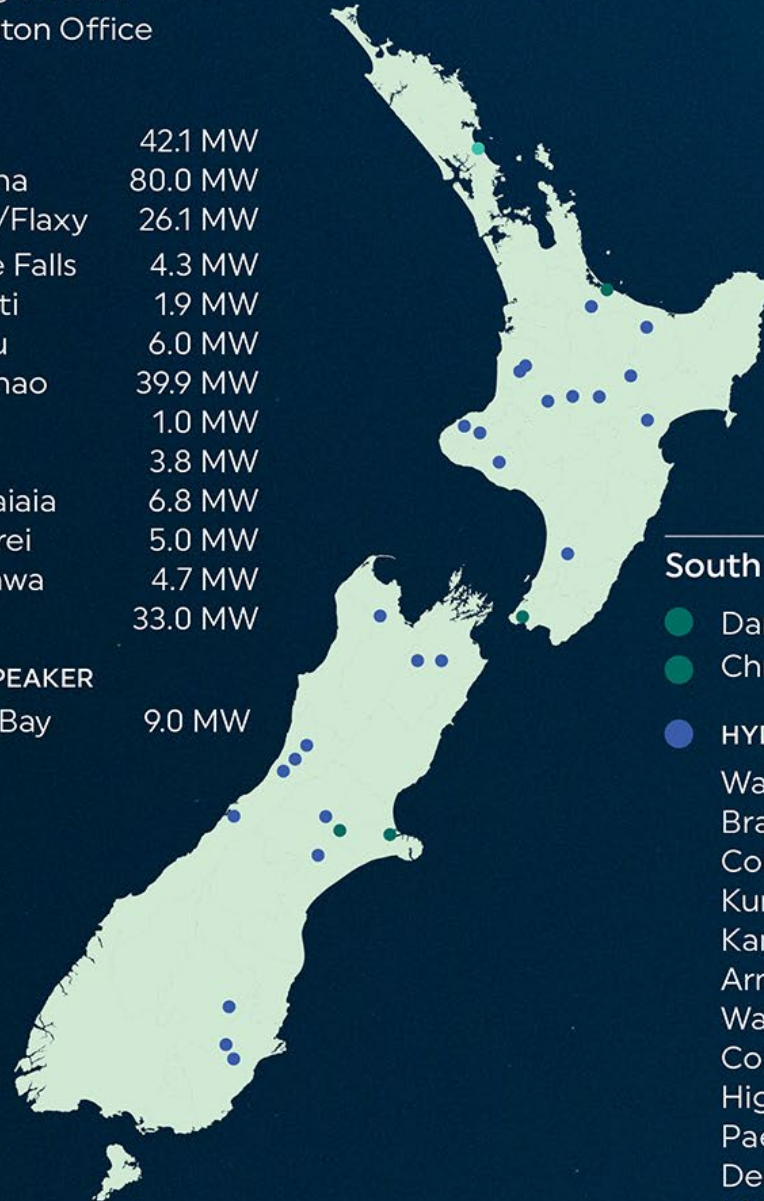 ton Office
42.1 MW
na 80.0 MW
/Flaxy 26.1 MW
e Falls 4.3 MW
ti 1.9 MW
u 6.0 MW
nao 39.9 MW
1.0 MW
3.8 MW
aiaia 6.8 MW
rei 5.0 MW
awa 4.7 MW
33.0 MW
PEAKER
Bay 9.0 MW
South
Da
Ch
HY
Wa
Bra
Co
Ku
Ka
Arr
Wa
Co
Hig
Pae
De